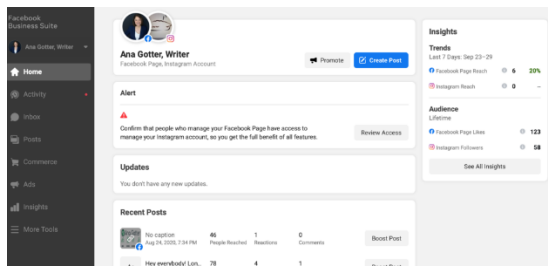 Facebook
Business Suite
Ana Gotter, Writer
Home
Activity
Inbox
Posts
Commerce
Ads
Insights
More Tools
Ana Gotter, Writer
Facebook Page, Instagram Account
Promote
Create Post
Alert
Confirm that people who manage your Facebook Page have access to
manage your Instagram account, so you get the full benefit of all features.
Review Access
Updates
You don't have any new updates.
Recent Posts
No caption
Aug 24, 2020, 7:34 PM
46
People Reached
1
Reactions
0
Comments
Boost Post
Hey everybody! Lon...
78
4
1
Boost Post
Insights
Trends
Last 7 Days: Sep 23–29
Facebook Page Reach 6 20%
Instagram Reach 0 --
Audience
Lifetime
Facebook Page Likes 123
Instagram Followers 58
See All Insights